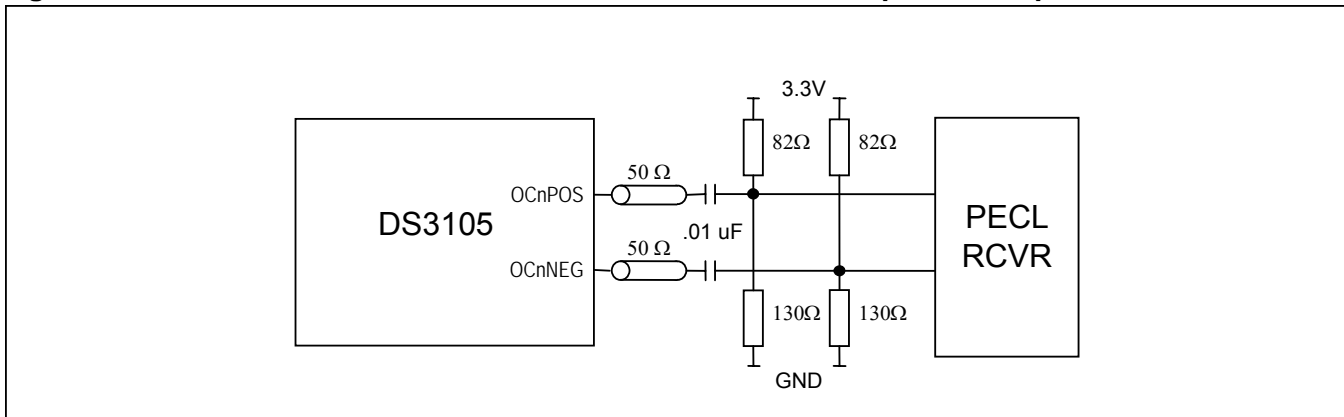 3.3V
82Ω 82Ω
50 Ω
OCnPOS
DS3105
.01 uF
50 Ω
OCnNEG
PECL
RCVR
130Ω 130Ω
GND